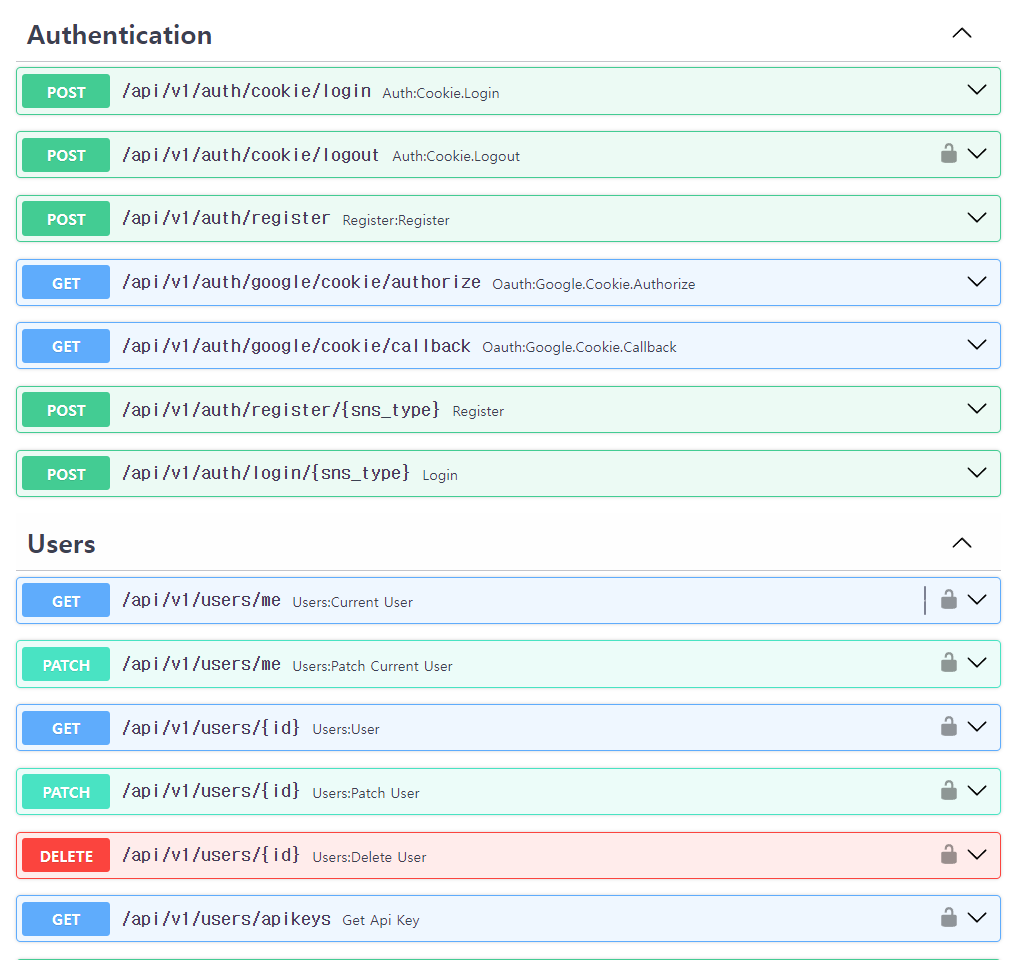 Authentication
POST /api/v1/auth/cookie/login Auth:Cookie.Login
POST /api/v1/auth/cookie/logout Auth:Cookie.Logout
POST /api/v1/auth/register Register:Register
GET /api/v1/auth/google/cookie/authorize Oauth:Google.Cookie.Authorize
GET /api/v1/auth/google/cookie/callback Oauth:Google.Cookie.Callback
POST /api/v1/auth/register/{sns_type} Register
POST /api/v1/auth/login/{sns_type} Login
Users
GET /api/v1/users/me Users:Current User
PATCH /api/v1/users/me Users:Patch Current User
GET /api/v1/users/{id} Users:User
PATCH /api/v1/users/{id} Users:Patch User
DELETE /api/v1/users/{id} Users:Delete User
GET /api/v1/users/apikeys Get Api Key